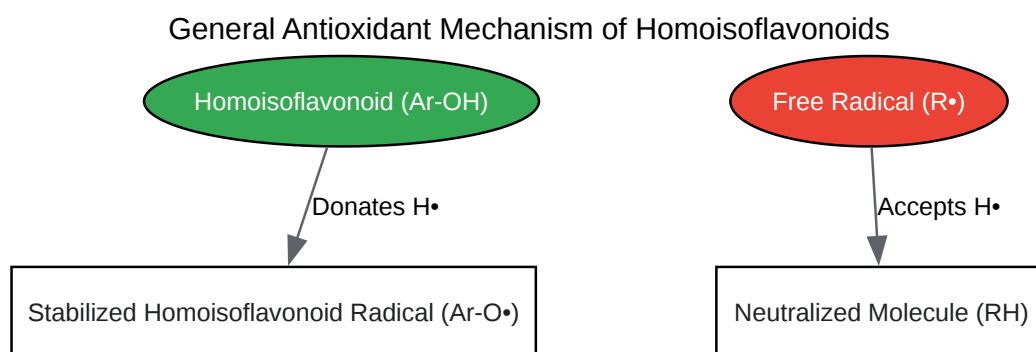 General Antioxidant Mechanism of Homoisoflavonoids
Homoisoflavonoid (Ar-OH)
Free Radical (R•)
Donates H•
Accepts H•
Stabilized Homoisoflavonoid Radical (Ar-O•)
Neutralized Molecule (RH)